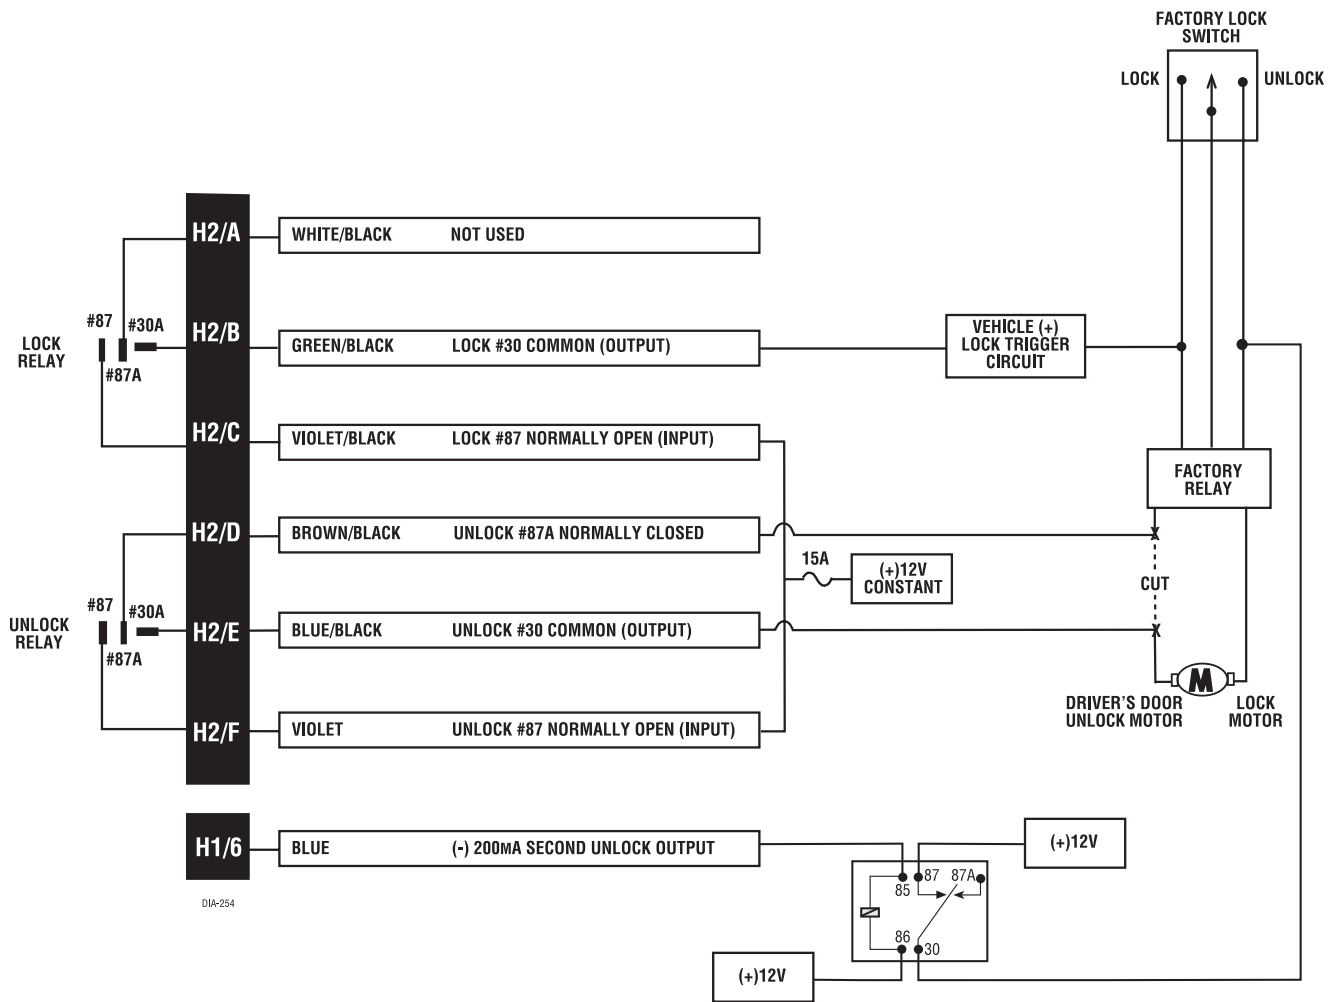 FACTORY LOCK
SWITCH
LOCK
UNLOCK
H2/A
WHITE/BLACK NOT USED
#87
#30A
LOCK
RELAY
#87A
H2/B
GREEN/BLACK LOCK #30 COMMON (OUTPUT)
VEHICLE (+)
LOCK TRIGGER
CIRCUIT
H2/C
VIOLET/BLACK LOCK #87 NORMALLY OPEN (INPUT)
FACTORY
RELAY
H2/D
BROWN/BLACK UNLOCK #87A NORMALLY CLOSED
15A
(+)12V
CONSTANT
CUT
#87
#30A
UNLOCK
RELAY
#87A
H2/E
BLUE/BLACK UNLOCK #30 COMMON (OUTPUT)
M
DRIVER'S DOOR
UNLOCK MOTOR
LOCK
MOTOR
H2/F
VIOLET UNLOCK #87 NORMALLY OPEN (INPUT)
H1/6
BLUE (-) 200MA SECOND UNLOCK OUTPUT
(+)12V
85
87
87A
86
30
(+)12V
DIA-254